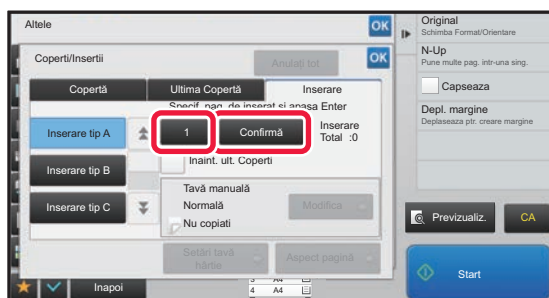 Altele
OK
Coperti/Insertii
Anulați tot
OK
Copertă
Ultima Copertă
Inserare
Specif. pag. de inserat si apasa Enter
Inserare tip A
1
Confirmă
Inserare
Total :0
Inaint. ult. Coperti
Inserare tip B
Inserare tip C
Tavă manuală
Normală
Nu copiati
Modifica
Setări tavă
hârtie
Aspect pagină
Inapoi
3 A4
4 A4
Original
Schimba Format/Orientare
N-Up
Pune multe pag. intr-una sing.
Capseaza
Depl. margine
Deplaseaza ptr. creare margine
Previzualiz.
CA
Start